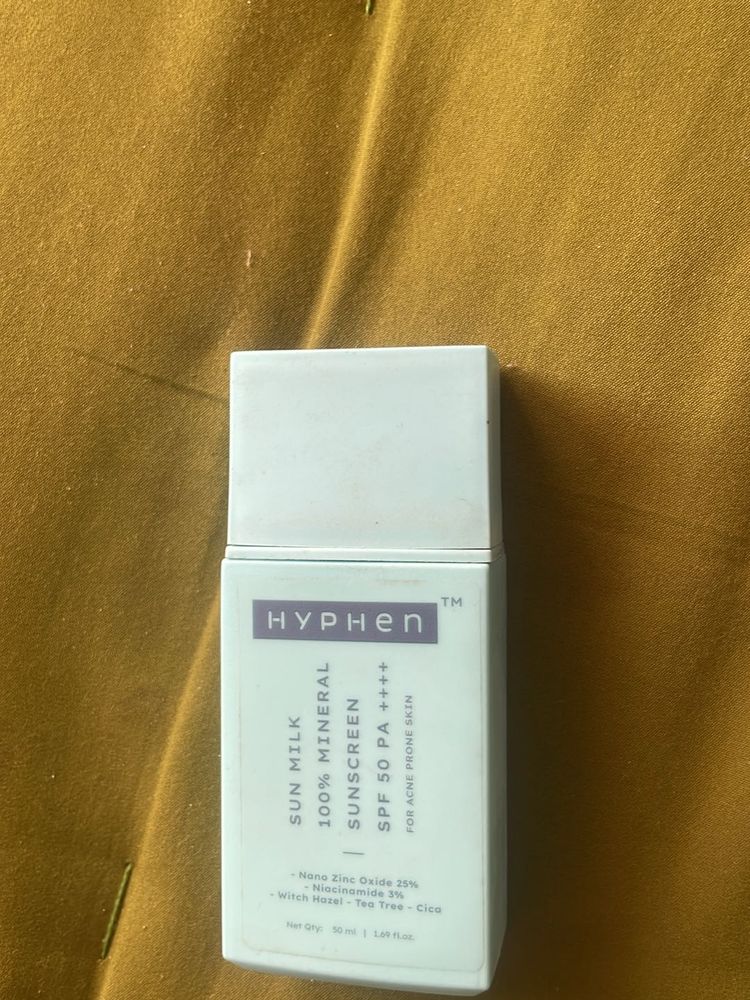 HYPHEN TM
SUN MILK
100% MINERAL
SUNSCREEN
SPF 50 PA ++++
FOR ACNE PRONE SKIN
- Nano Zinc Oxide 25%
- Niacinamide 3%
- Witch Hazel - Tea Tree - Cica
Net Qty: 50 ml | 1.69 fl.oz.